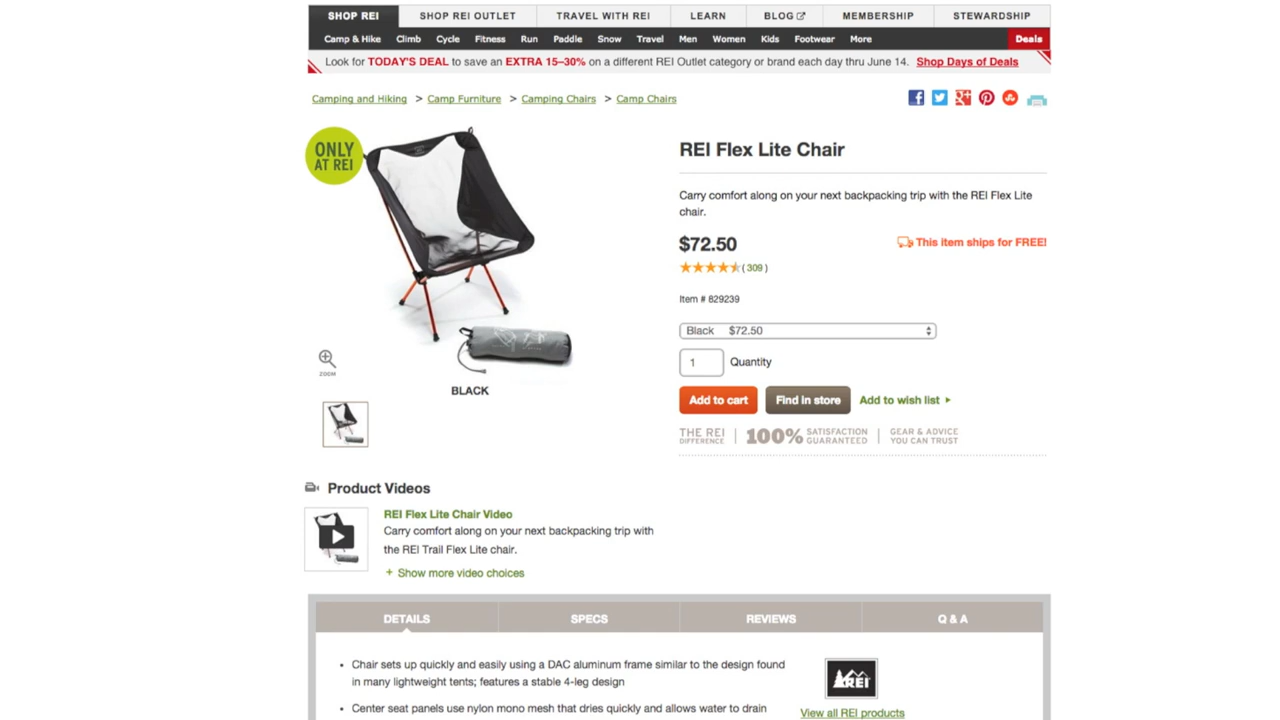 SHOP REI
SHOP REI OUTLET
TRAVEL WITH REI
LEARN
BLOG
MEMBERSHIP
STEWARDSHIP
Camp & Hike Climb Cycle Fitness Run Paddle Snow Travel Men Women Kids Footwear More Deals
Look for TODAY'S DEAL to save an EXTRA 15–30% on a different REI Outlet category or brand each day thru June 14. Shop Days of Deals
Camping and Hiking > Camp Furniture > Camping Chairs > Camp Chairs
ONLY
AT REI
ZOOM
BLACK
REI Flex Lite Chair
Carry comfort along on your next backpacking trip with the REI Flex Lite
chair.
$72.50
This item ships for FREE!
(309)
Item # 829239
Black $72.50
1 Quantity
Add to cart
Find in store
Add to wish list
THE REI
DIFFERENCE
100% SATISFACTION
GUARANTEED
GEAR & ADVICE
YOU CAN TRUST
Product Videos
REI Flex Lite Chair Video
Carry comfort along on your next backpacking trip with
the REI Trail Flex Lite chair.
+ Show more video choices
DETAILS
SPECS
REVIEWS
Q & A
• Chair sets up quickly and easily using a DAC aluminum frame similar to the design found
in many lightweight tents; features a stable 4-leg design
• Center seat panels use nylon mono mesh that dries quickly and allows water to drain
REI
View all REI products